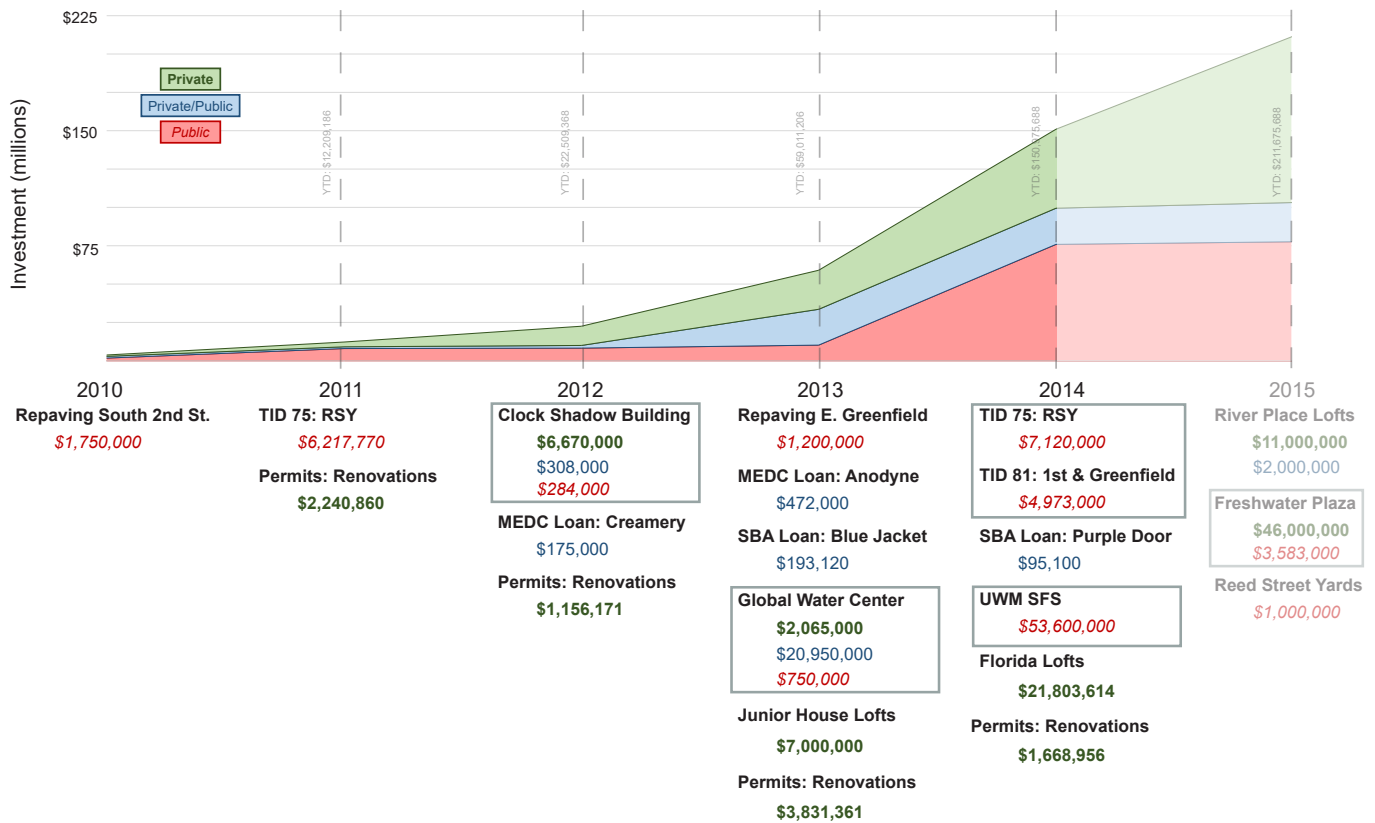 Investment (millions)
$225
$150
$75
Private
Private/Public
Public
YTD: $12,209,186
YTD: $22,509,368
YTD: $59,011,206
YTD: $150,675,688
YTD: $211,675,688
2010
Repaving South 2nd St.
$1,750,000
2011
TID 75: RSY
$6,217,770
Permits: Renovations
$2,240,860
2012
Clock Shadow Building
$6,670,000
$308,000
$284,000
MEDC Loan: Creamery
$175,000
Permits: Renovations
$1,156,171
2013
Repaving E. Greenfield
$1,200,000
MEDC Loan: Anodyne
$472,000
SBA Loan: Blue Jacket
$193,120
Global Water Center
$2,065,000
$20,950,000
$750,000
Junior House Lofts
$7,000,000
Permits: Renovations
$3,831,361
2014
TID 75: RSY
$7,120,000
TID 81: 1st & Greenfield
$4,973,000
SBA Loan: Purple Door
$95,100
UWM SFS
$53,600,000
Florida Lofts
$21,803,614
Permits: Renovations
$1,668,956
2015
River Place Lofts
$11,000,000
$2,000,000
Freshwater Plaza
$46,000,000
$3,583,000
Reed Street Yards
$1,000,000